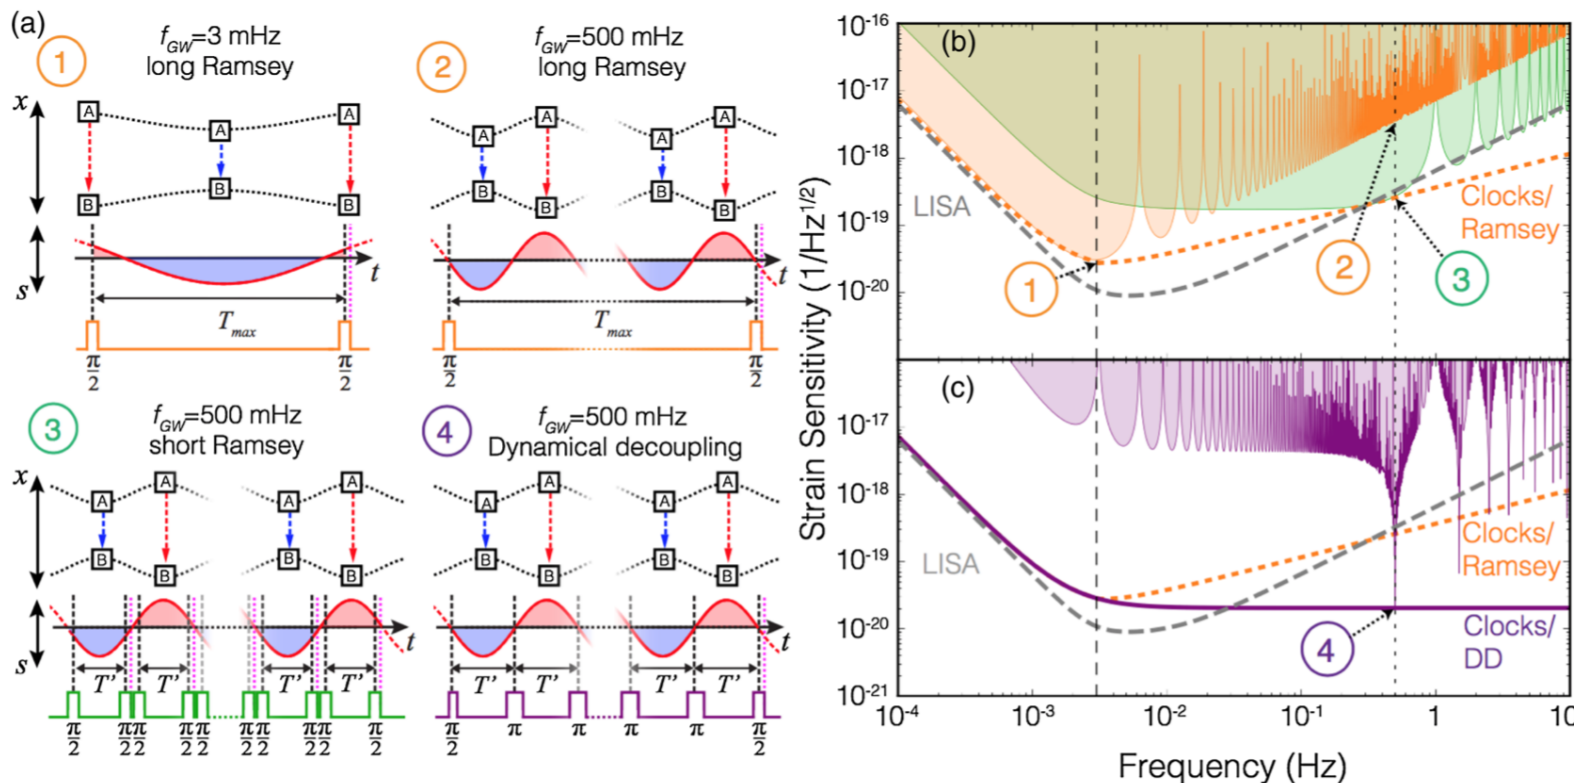 (a)
1
f_GW=3 mHz
long Ramsey
x
A
A
A
B
B
B
s
t
T_max
π/2
π/2
2
f_GW=500 mHz
long Ramsey
A
A
A
A
B
B
B
B
t
T_max
π/2
π/2
3
f_GW=500 mHz
short Ramsey
x
A
A
A
A
B
B
B
B
s
t
T' T' T' T'
π/2 π/2 π/2 π/2 π/2 π/2 π/2 π/2 π/2 π/2
4
f_GW=500 mHz
Dynamical decoupling
A
A
A
A
B
B
B
B
t
T' T' T' T'
π/2 π π π π π/2
Strain Sensitivity (1/Hz^1/2)
10^-16
10^-17
10^-18
10^-19
10^-20
(b)
LISA
Clocks/
Ramsey
1
2
3
10^-17
10^-18
10^-19
10^-20
10^-21
(c)
LISA
Clocks/
Ramsey
4
Clocks/
DD
10^-4 10^-3 10^-2 10^-1 1 10
Frequency (Hz)